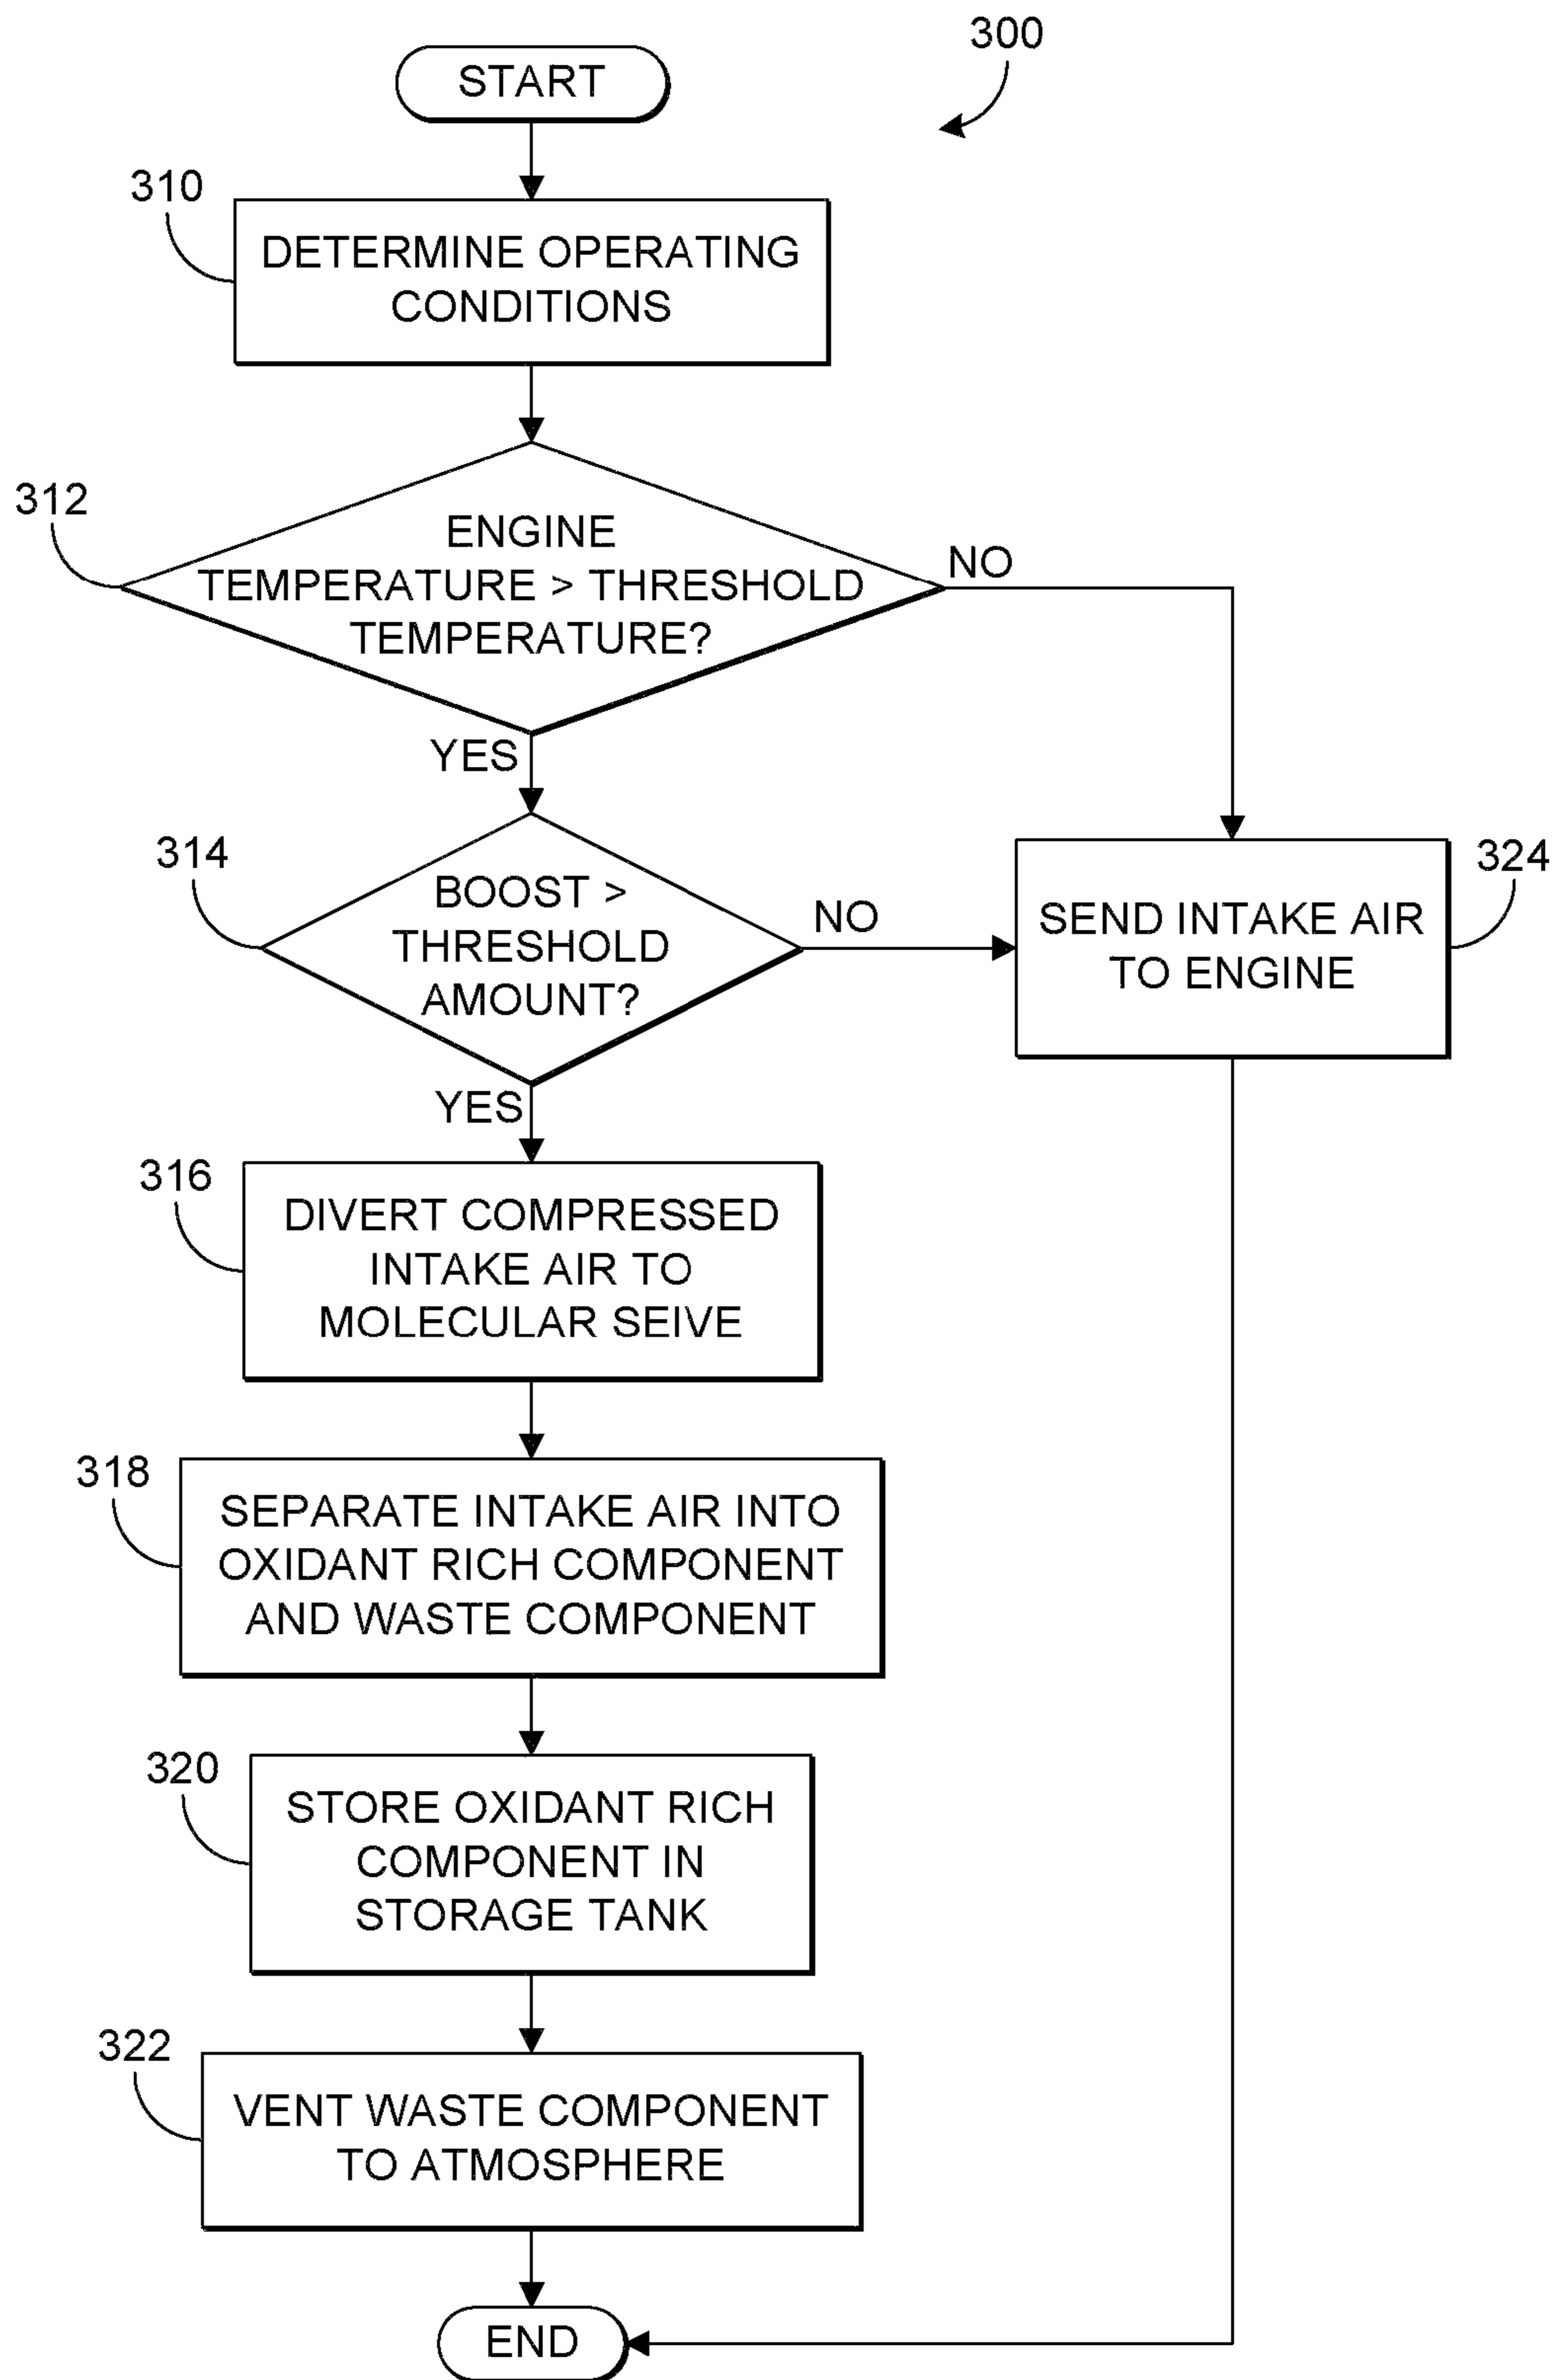 300
START
310
DETERMINE OPERATING
CONDITIONS
312
ENGINE
TEMPERATURE > THRESHOLD
TEMPERATURE?
NO
YES
314
BOOST >
THRESHOLD
AMOUNT?
NO
324
SEND INTAKE AIR
TO ENGINE
YES
316
DIVERT COMPRESSED
INTAKE AIR TO
MOLECULAR SEIVE
318
SEPARATE INTAKE AIR INTO
OXIDANT RICH COMPONENT
AND WASTE COMPONENT
320
STORE OXIDANT RICH
COMPONENT IN
STORAGE TANK
322
VENT WASTE COMPONENT
TO ATMOSPHERE
END